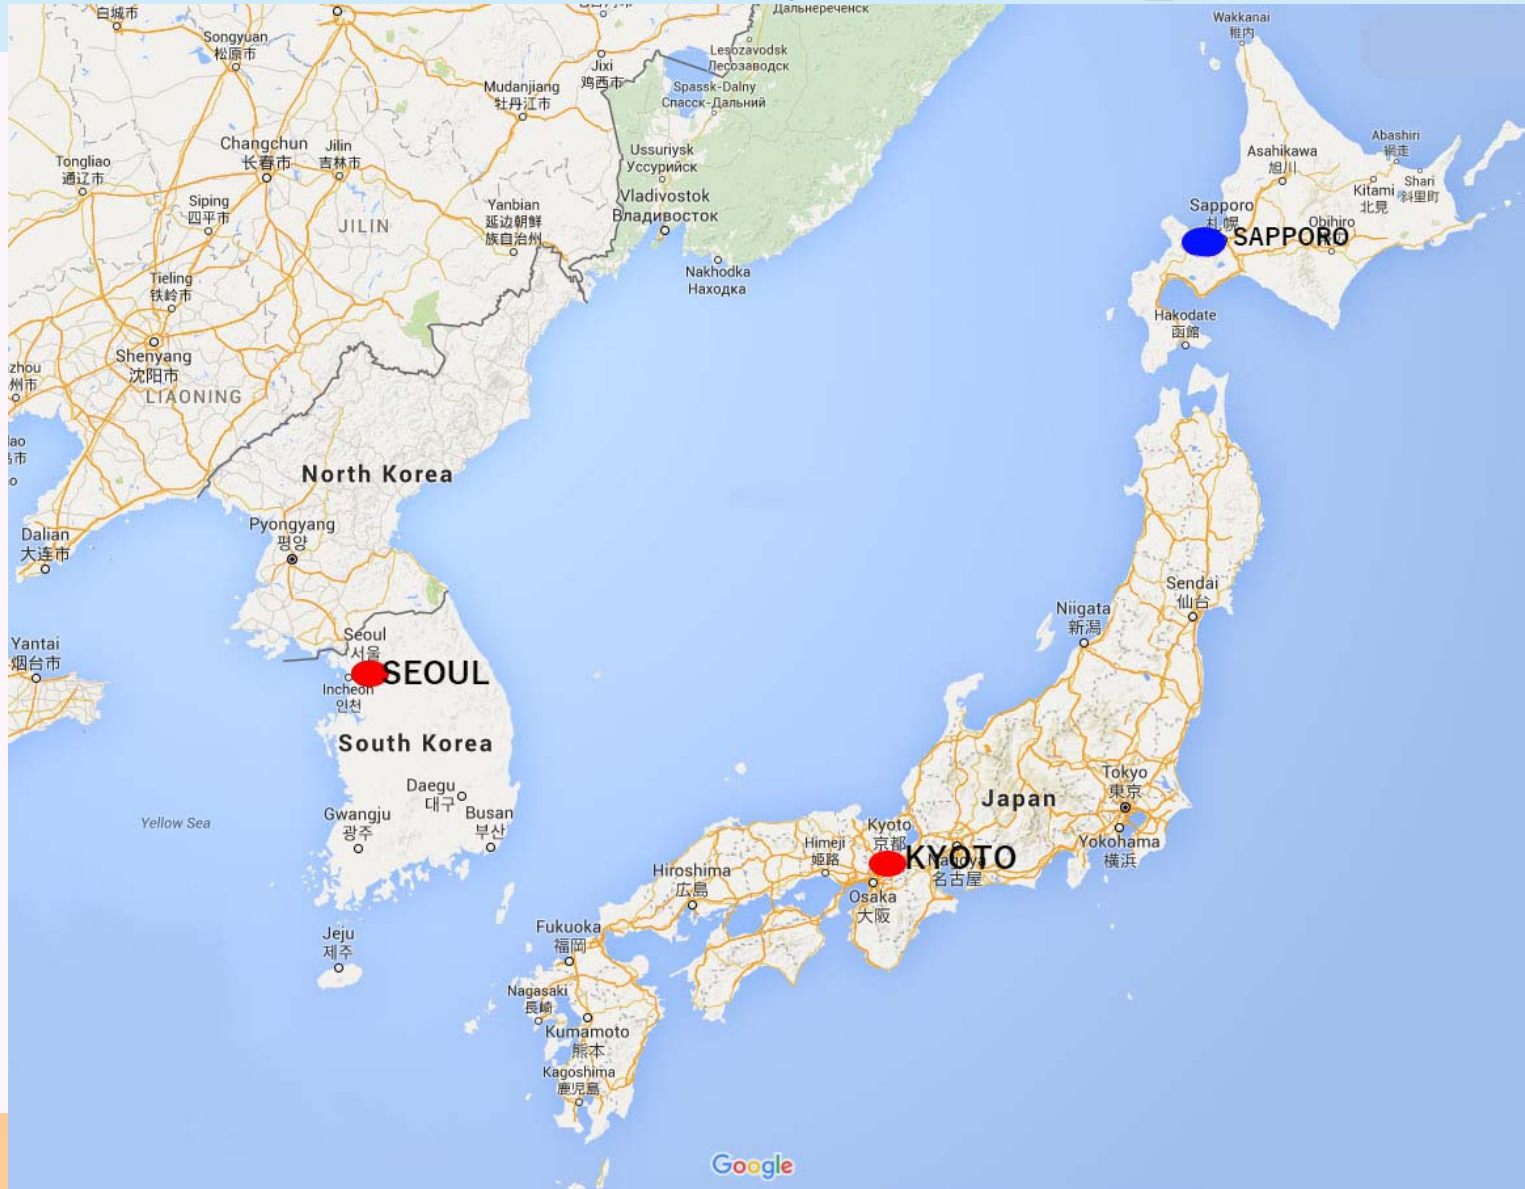 白城市
Songyuan
松原市
Jixi
鸡西市
Дальнереченск
Lesozavodsk
Лесозаводск
Spassk-Dalny
Спасск-Дальний
Mudanjiang
牡丹江市
Wakkanai
稚内
Tongliao
通辽市
Changchun
长春市
Jilin
吉林市
Ussuriysk
Уссурийск
Vladivostok
Владивосток
Abashiri
網走
Asahikawa
旭川
Kitami
北見
Shari
斜里町
Siping
四平市
JILIN
Yanbian
延边朝鲜
族自治州
Sapporo
札幌
SAPPORO
Obihiro
Nakhodka
Находка
Tieling
铁岭市
Hakodate
函館
Shenyang
沈阳市
zhou
州市
LIAONING
North Korea
Pyongyang
평양
Dalian
大连市
Sendai
仙台
Niigata
新潟
Yantai
烟台市
Seoul
서울
SEOUL
Incheon
인천
South Korea
Daegu
대구
Gwangju
광주
Busan
부산
Yellow Sea
Tokyo
東京
Japan
Yokohama
横浜
Kyoto
京都
KYOTO
Nagoya
名古屋
Himeji
姫路
Osaka
大阪
Hiroshima
広島
Fukuoka
福岡
Jeju
제주
Nagasaki
長崎
Kumamoto
熊本
Kagoshima
鹿児島
Google